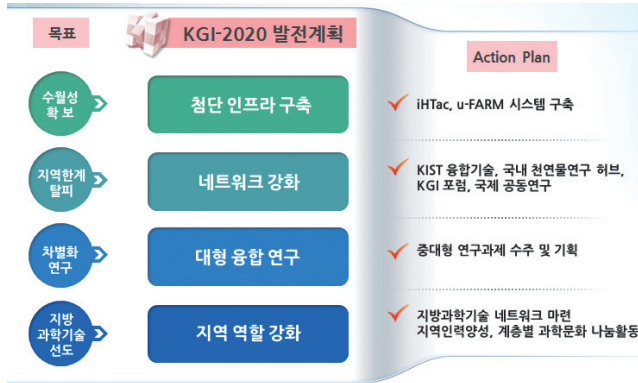 목표
KGI-2020 발전계획
Action Plan
수월성
확 보
첨단 인프라 구축
iHTac, u-FARM 시스템 구축
지역한계
탈피
네트워크 강화
KIST 융합기술, 국내 천연물연구 허브,
KGI 포럼, 국제 공동연구
차별화
연구
대형 융합 연구
중대형 연구과제 수주 및 기획
지방
과학기술
선도
지역 역할 강화
지방과학기술 네트워크 마련
지역인력양성, 계층별 과학문화 나눔활동